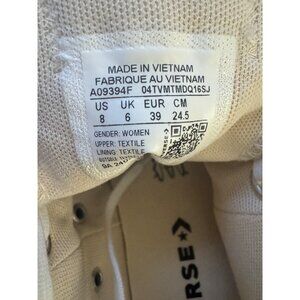 MADE IN VIETNAM
FABRIQUE AU VIETNAM
A09394F 04TVMTMDQ16SJ
US UK EUR CM
8 6 39 24.5
GENDER: WOMEN
UPPER: TEXTILE
LINING: TEXTILE
ERSE